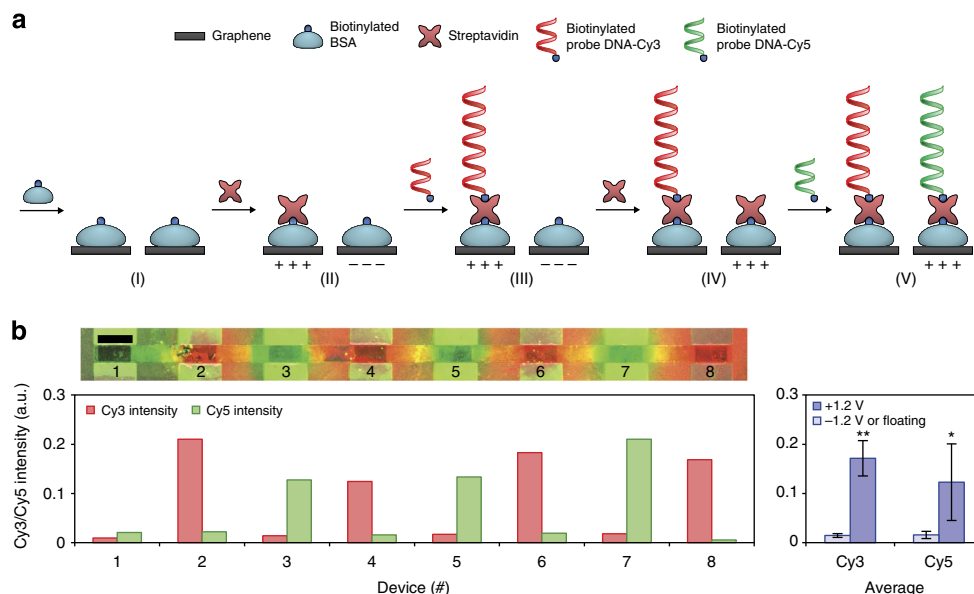 a
Graphene
Biotinylated
BSA
Streptavidin
Biotinylated
probe DNA-Cy3
Biotinylated
probe DNA-Cy5
+ + + − − − + + + − − − + + + + + +
(I) (II) (III) (IV) (V)
b
1 2 3 4 5 6 7 8
Cy3/Cy5 intensity (a.u.)
0.3
0.2
0.1
0
Cy3 intensity
Cy5 intensity
1 2 3 4 5 6 7 8
Device (#)
0.3
0.2
0.1
0
+1.2 V
−1.2 V or floating
** *
Cy3 Cy5
Average